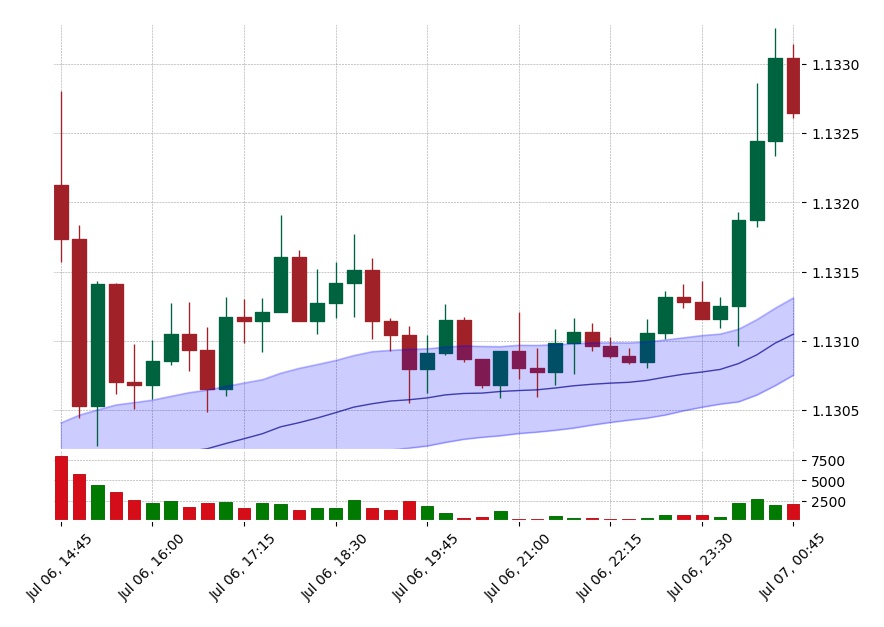 1.1330
1.1325
1.1320
1.1315
1.1310
1.1305
7500
5000
2500
Jul 06, 14:45
Jul 06, 16:00
Jul 06, 17:15
Jul 06, 18:30
Jul 06, 19:45
Jul 06, 21:00
Jul 06, 22:15
Jul 06, 23:30
Jul 07, 00:45